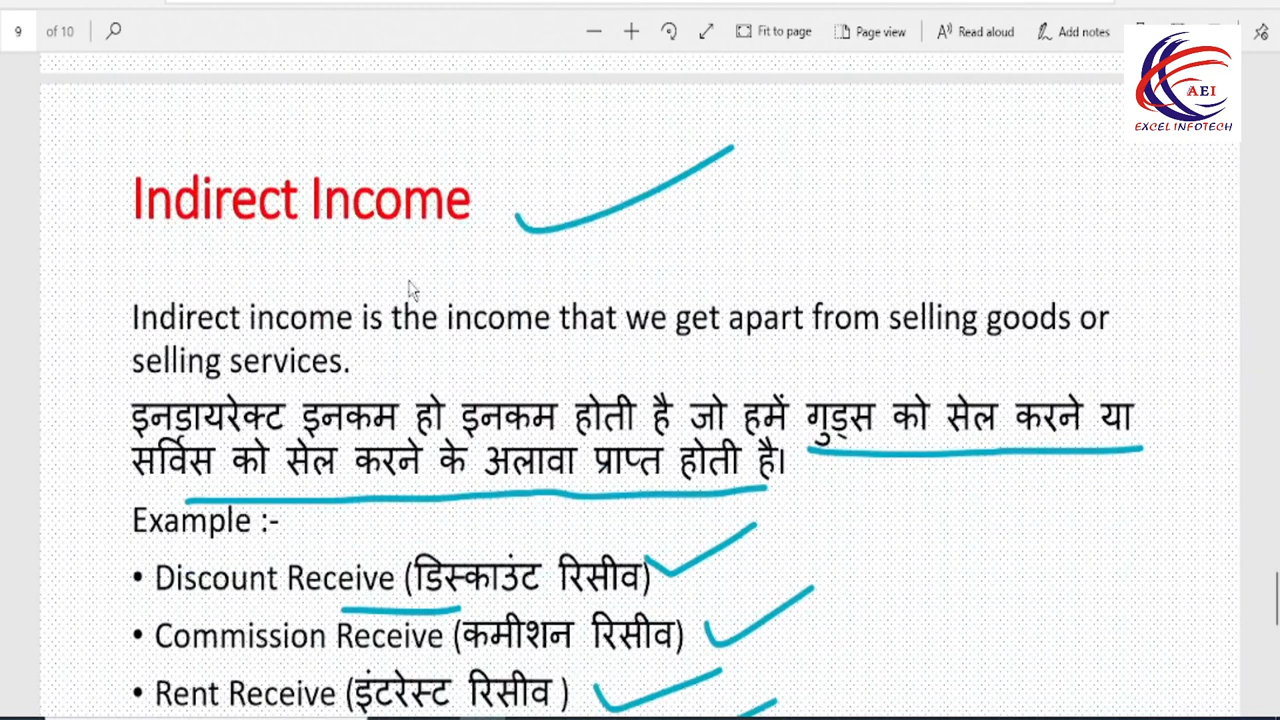 9 of 10
Fit to page
Page view
Read aloud
Add notes
AEI
EXCEL INFOTECH
Indirect Income
Indirect income is the income that we get apart from selling goods or
selling services.
इनडायरेक्ट इनकम हो इनकम होती है जो हमें गुड्स को सेल करने या
सर्विस को सेल करने के अलावा प्राप्त होती है।
Example :-
• Discount Receive (डिस्काउंट रिसीव)
• Commission Receive (कमीशन रिसीव)
• Rent Receive (इंटरेस्ट रिसीव )